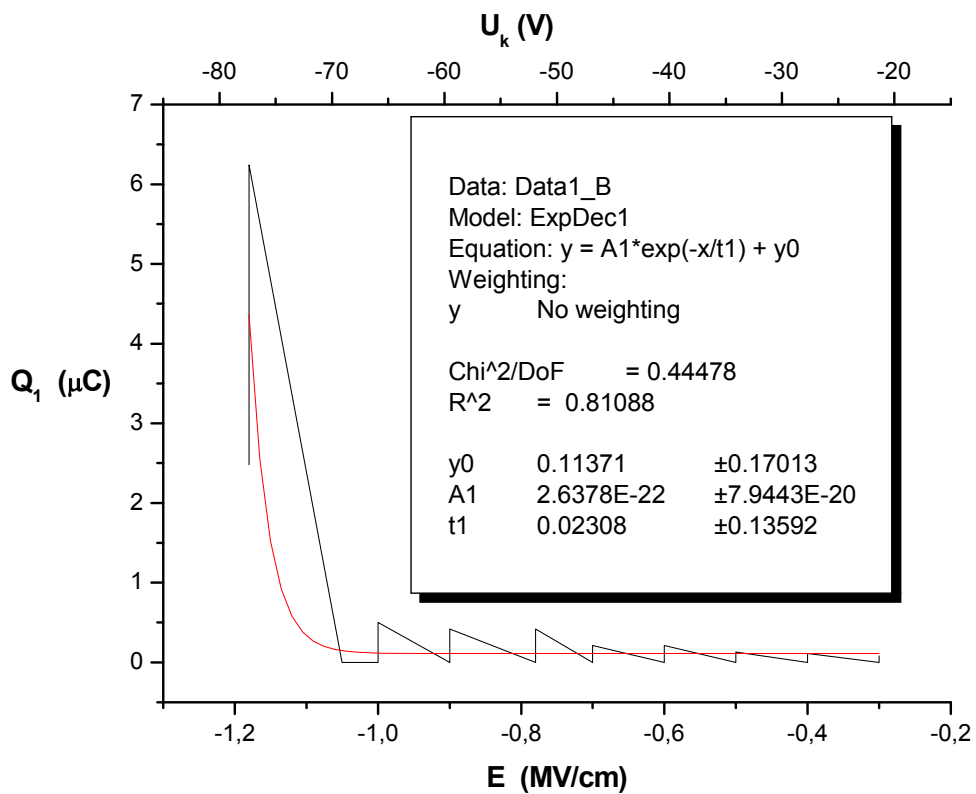 U_k (V)
-80 -70 -60 -50 -40 -30 -20
7
6
5
4
3
2
1
0
Q_1 (μC)
Data: Data1_B
Model: ExpDec1
Equation: y = A1*exp(-x/t1) + y0
Weighting:
y No weighting
Chi^2/DoF = 0.44478
R^2 = 0.81088
y0 0.11371 ±0.17013
A1 2.6378E-22 ±7.9443E-20
t1 0.02308 ±0.13592
-1,2 -1,0 -0,8 -0,6 -0,4 -0,2
E (MV/cm)